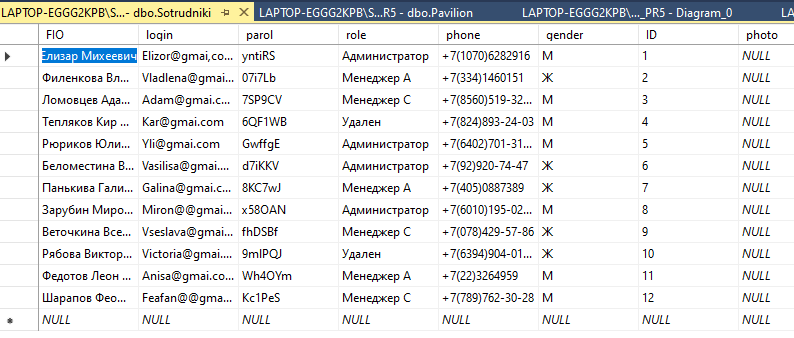 LAPTOP-EGGG2KPB\S...- dbo.Sotrudniki LAPTOP-EGGG2KPB\S...R5 - dbo.Pavilion LAPTOP-EGGG2KPB\..._PR5 - Diagram_0
FIO login parol role phone gender ID photo
Елизар Михеевич Elizor@gmai,co... yntiRS Администратор +7(1070)6282916 М 1 NULL
Филенкова Вл... Vladlena@gmai... 07i7Lb Менеджер А +7(334)1460151 Ж 2 NULL
Ломовцев Ада... Adam@gmai.c... 7SP9CV Менеджер С +7(8560)519-32... М 3 NULL
Тепляков Кир ... Kar@gmai.com 6QF1WB Удален +7(824)893-24-03 М 4 NULL
Рюриков Юли... Yli@gmai.com GwffgE Администратор +7(6402)701-31... М 5 NULL
Беломестина В... Vasilisa@gmai.... d7iKKV Администратор +7(92)920-74-47 Ж 6 NULL
Панькива Гали... Galina@gmai.c... 8KC7wJ Менеджер А +7(405)0887389 Ж 7 NULL
Зарубин Миро... Miron@@gmai... x58OAN Администратор +7(6010)195-02... М 8 NULL
Веточкина Все... Vseslava@gmai... fhDSBf Менеджер С +7(078)429-57-86 Ж 9 NULL
Рябова Виктор... Victoria@gmai.... 9mIPQJ Удален +7(6394)904-01... Ж 10 NULL
Федотов Леон ... Anisa@gmai.co... Wh4OYm Менеджер А +7(22)3264959 М 11 NULL
Шарапов Фео... Feafan@@gma... Kc1PeS Менеджер С +7(789)762-30-28 М 12 NULL
NULL NULL NULL NULL NULL NULL NULL NULL